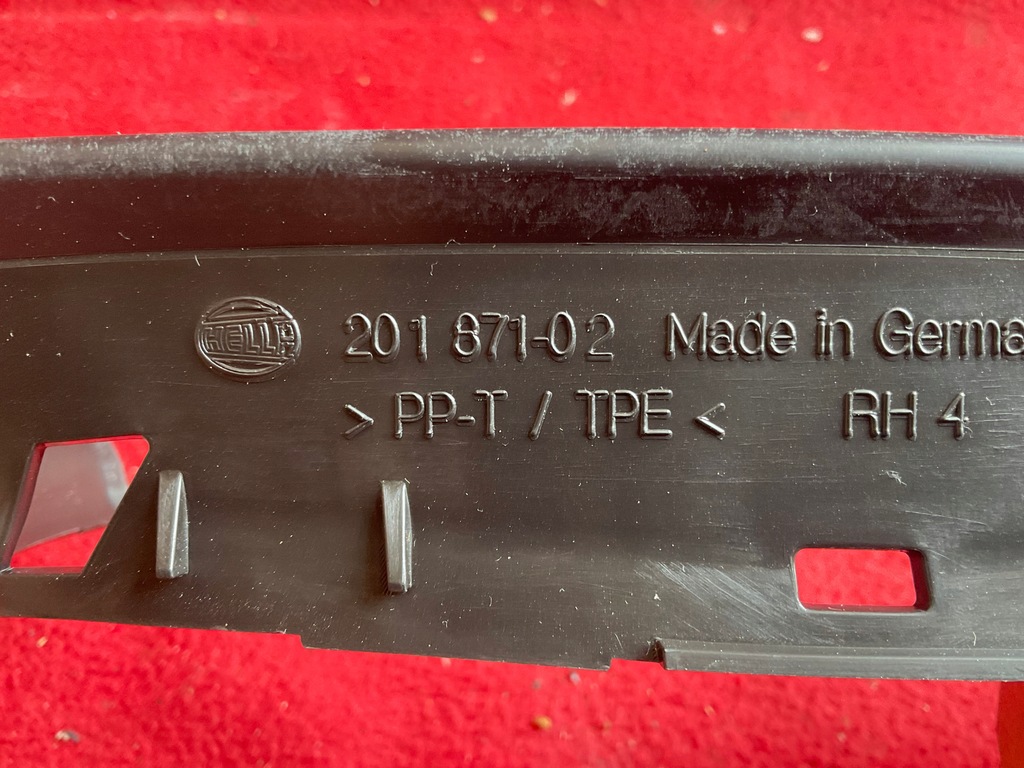 HELLA 201 871-02 Made in Germa
> PP-T / TPE < RH 4